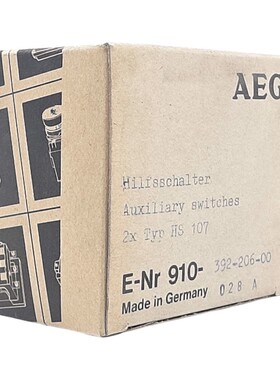 AEG
Hilfsschalter
Auxiliary switches
2x Typ HS 107
E-Nr 910- 392-206-00
Made in Germany 028 A